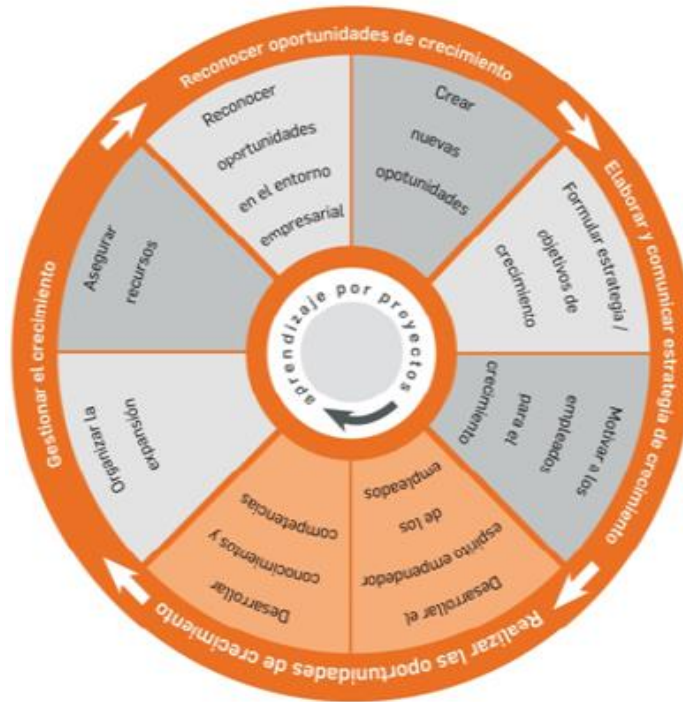 Reconocer oportunidades de crecimiento
Reconocer
oportunidades
en el entorno
empresarial
Crear
nuevas
opotunidades
Elaborar y comunicar estrategia de crecimiento
Formular estrategia /
objetivos de
crecimiento
Motivar a los
empleados
para el
crecimiento
Realizar las oportunidades de crecimiento
Desarrollar el
espirito empendedor
de los
empleados
Desarrollar
conocimientos y
competencias
Gestionar el crecimiento
Organizar la
expansión
Asegurar
recursos
aprendizaje por proyectos